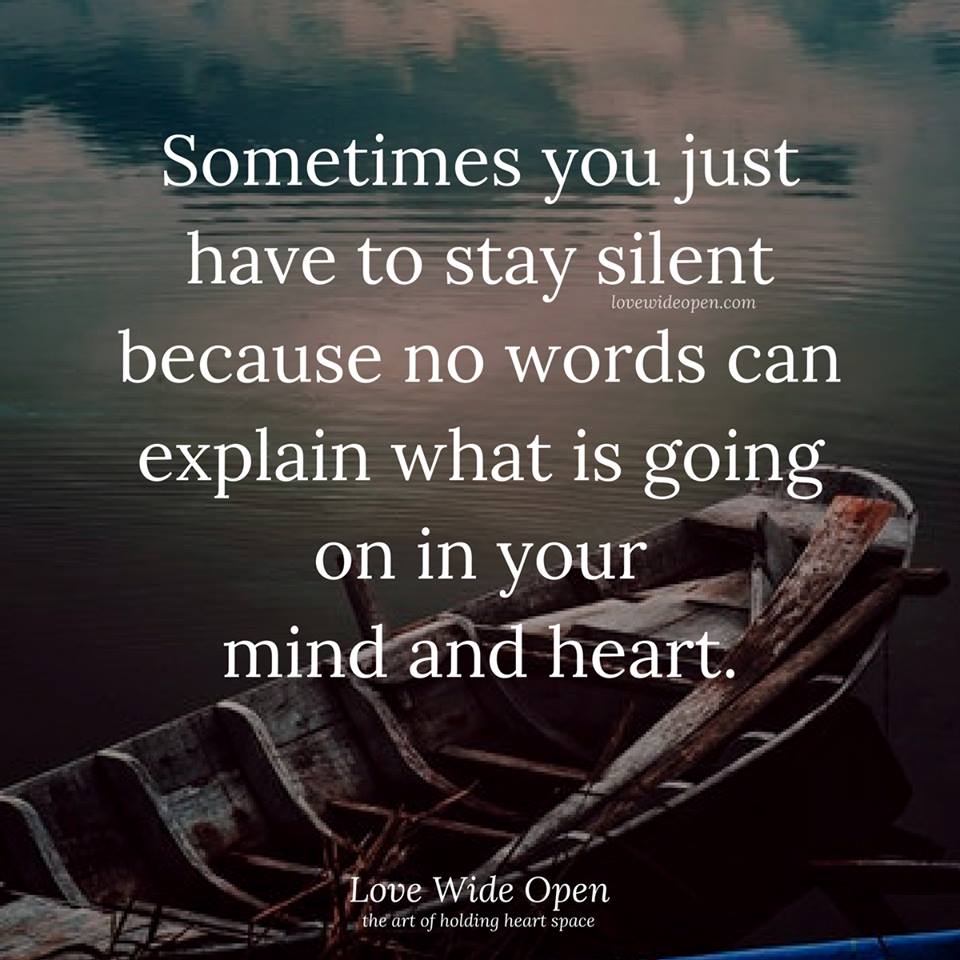 Sometimes you just
have to stay silent
lovewideopen.com
because no words can
explain what is going
on in your
mind and heart.
Love Wide Open
the art of holding heart space